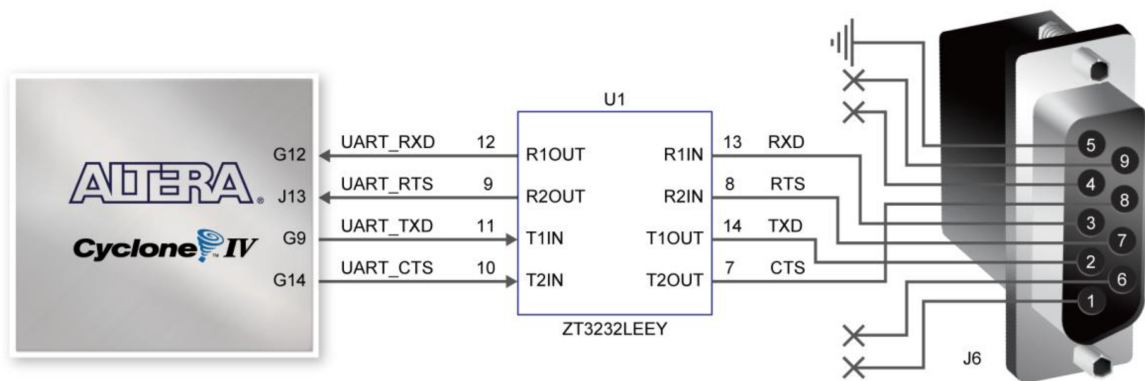 U1
G12 UART_RXD 12 R1OUT R1IN 13 RXD
J13 UART_RTS 9 R2OUT R2IN 8 RTS
G9 UART_TXD 11 T1IN T1OUT 14 TXD
G14 UART_CTS 10 T2IN T2OUT 7 CTS
ZT3232LEEY
ALTERA.
Cyclone IV
5
9
4
8
3
7
2
6
1
J6